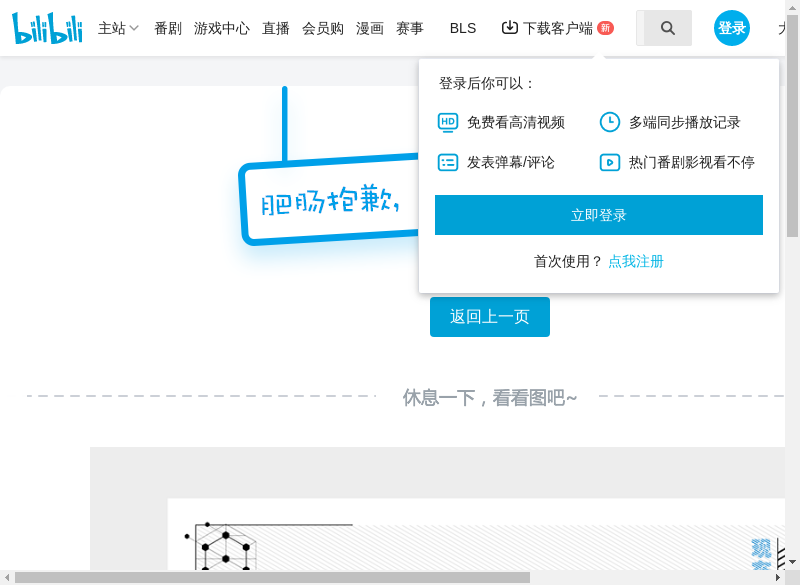 bilibili
主站 番剧 游戏中心 直播 会员购 漫画 赛事 BLS 下载客户端 新 登录
登录后你可以：
HD 免费看高清视频 多端同步播放记录
发表弹幕/评论 热门番剧影视看不停
立即登录
首次使用？ 点我注册
肥肠抱歉，
返回上一页
休息一下，看看图吧~
现